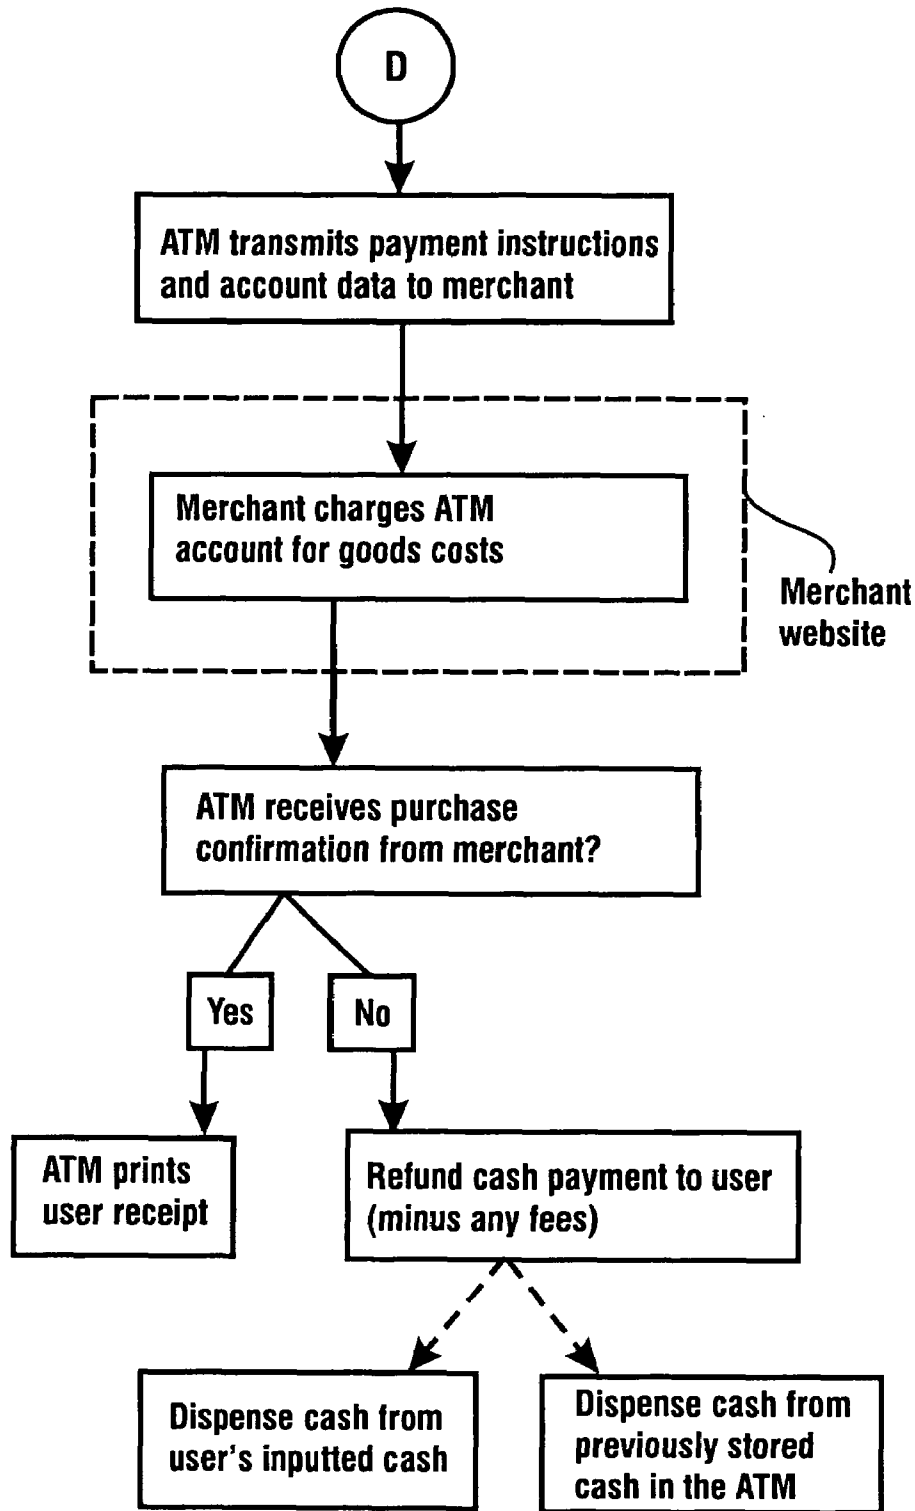 D
ATM transmits payment instructions
and account data to merchant
Merchant charges ATM
account for goods costs
Merchant
website
ATM receives purchase
confirmation from merchant?
Yes
No
ATM prints
user receipt
Refund cash payment to user
(minus any fees)
Dispense cash from
user's inputted cash
Dispense cash from
previously stored
cash in the ATM